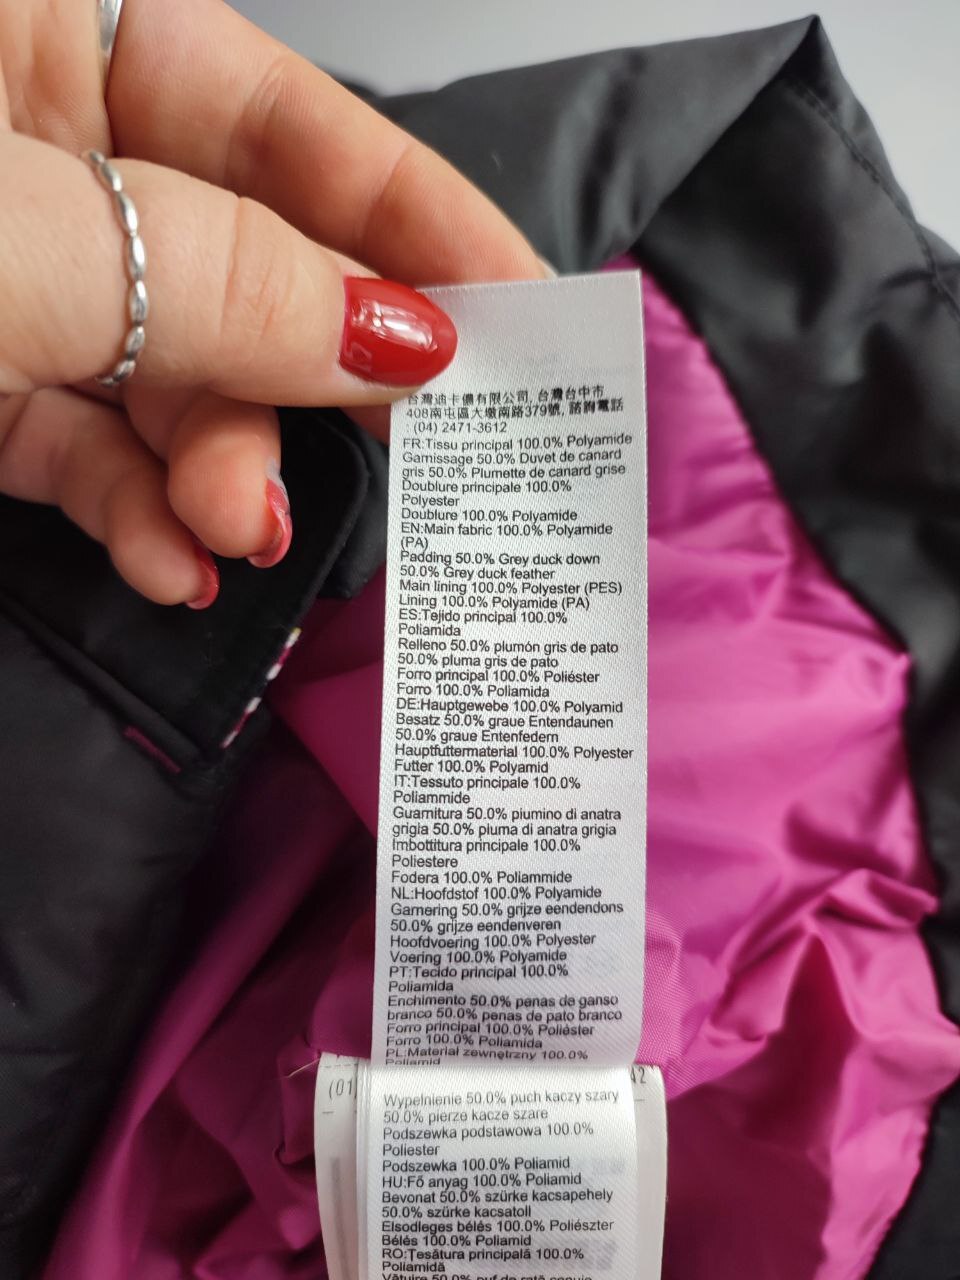 台灣迪卡儂有限公司, 台灣台中市
408南屯區大墩南路379號, 諮詢電話
: (04) 2471-3612
FR:Tissu principal 100.0% Polyamide
Garnissage 50.0% Duvet de canard
gris 50.0% Plumette de canard grise
Doublure principale 100.0%
Polyester
Doublure 100.0% Polyamide
EN:Main fabric 100.0% Polyamide
(PA)
Padding 50.0% Grey duck down
50.0% Grey duck feather
Main lining 100.0% Polyester (PES)
Lining 100.0% Polyamide (PA)
ES:Tejido principal 100.0%
Poliamida
Relleno 50.0% plumón gris de pato
50.0% pluma gris de pato
Forro principal 100.0% Poliéster
Forro 100.0% Poliamida
DE:Hauptgewebe 100.0% Polyamid
Besatz 50.0% graue Entendaunen
50.0% graue Entenfedern
Hauptfuttermaterial 100.0% Polyester
Futter 100.0% Polyamid
IT:Tessuto principale 100.0%
Poliammide
Guarnitura 50.0% piumino di anatra
grigia 50.0% piuma di anatra grigia
Imbottitura principale 100.0%
Poliestere
Fodera 100.0% Poliammide
NL:Hoofdstof 100.0% Polyamide
Garnering 50.0% grijze eendendons
50.0% grijze eendenveren
Hoofdvoering 100.0% Polyester
Voering 100.0% Polyamide
PT:Tecido principal 100.0%
Poliamida
Enchimento 50.0% penas de ganso
branco 50.0% penas de pato branco
Forro principal 100.0% Poliéster
Forro 100.0% Poliamida
PL:Materiał zewnętrzny 100.0%
Poliamid
(01) 42
Wypełnienie 50.0% puch kaczy szary
50.0% pierze kacze szare
Podszewka podstawowa 100.0%
Poliester
Podszewka 100.0% Poliamid
HU:Fő anyag 100.0% Poliamid
Bevonat 50.0% szürke kacsapehely
50.0% szürke kacsatoll
Elsodleges bélés 100.0% Poliészter
Bélés 100.0% Poliamid
RO:Țesătura principală 100.0%
Poliamidă
Vătuire 50.0% puf de rată cenușiu